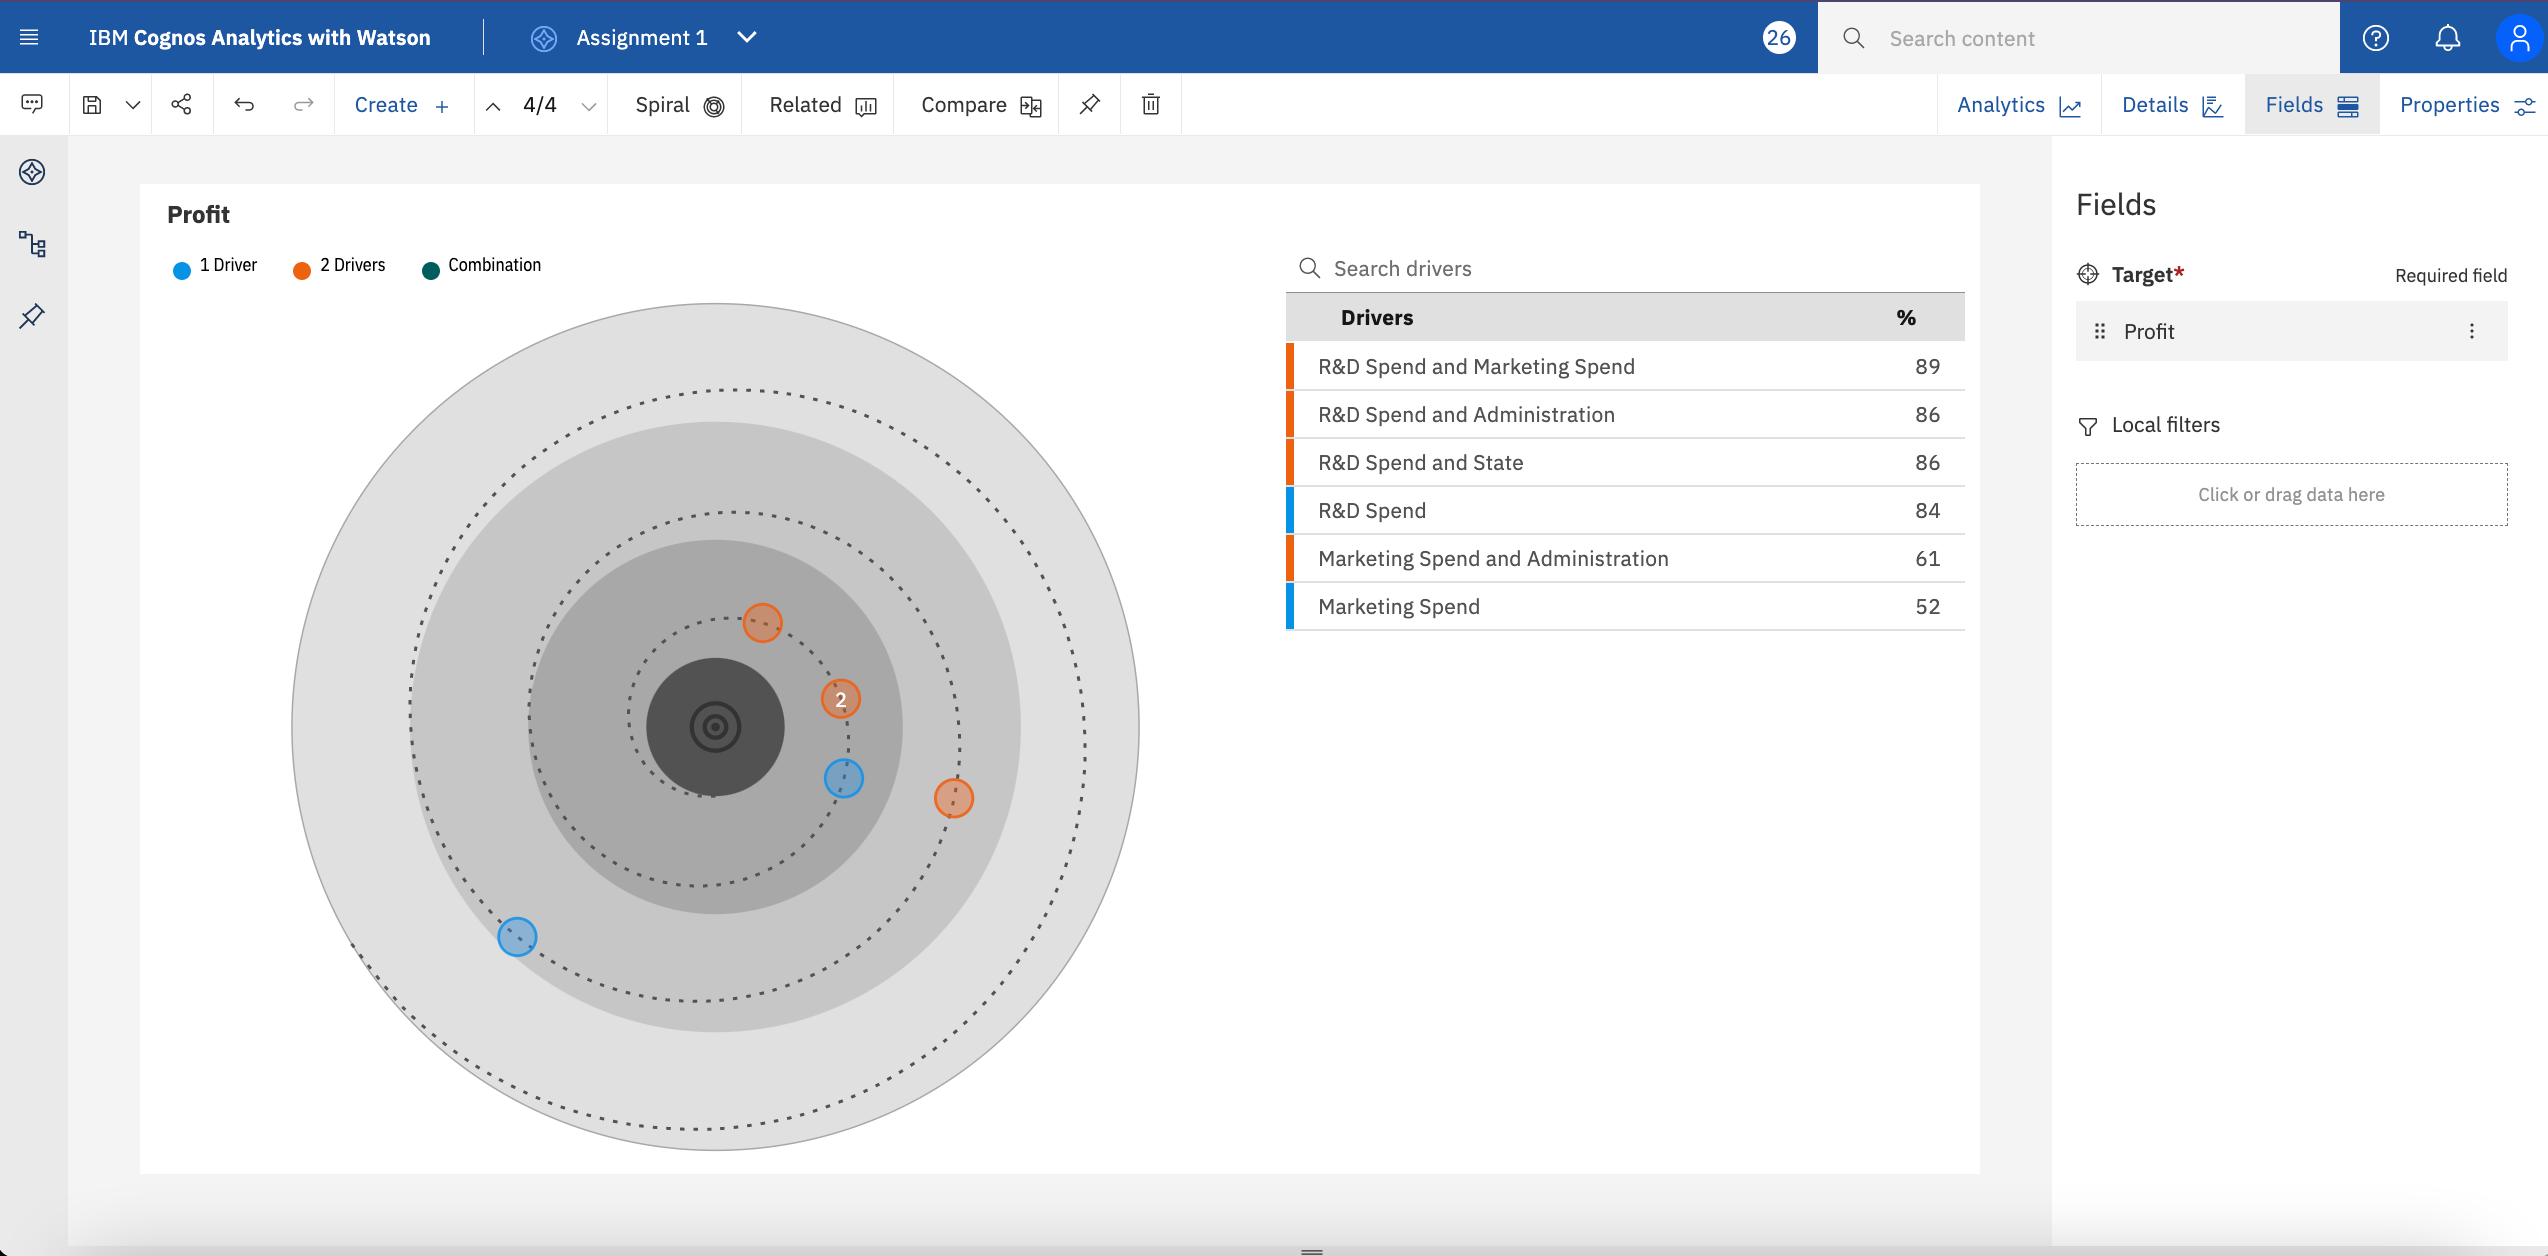 IBM Cognos Analytics with Watson
Assignment 1
26
Search content
Create +
4/4
Spiral
Related
Compare
Analytics
Details
Fields
Properties
Profit
1 Driver
2 Drivers
Combination
2
Search drivers
Drivers %
R&D Spend and Marketing Spend 89
R&D Spend and Administration 86
R&D Spend and State 86
R&D Spend 84
Marketing Spend and Administration 61
Marketing Spend 52
Fields
Target* Required field
Profit
Local filters
Click or drag data here